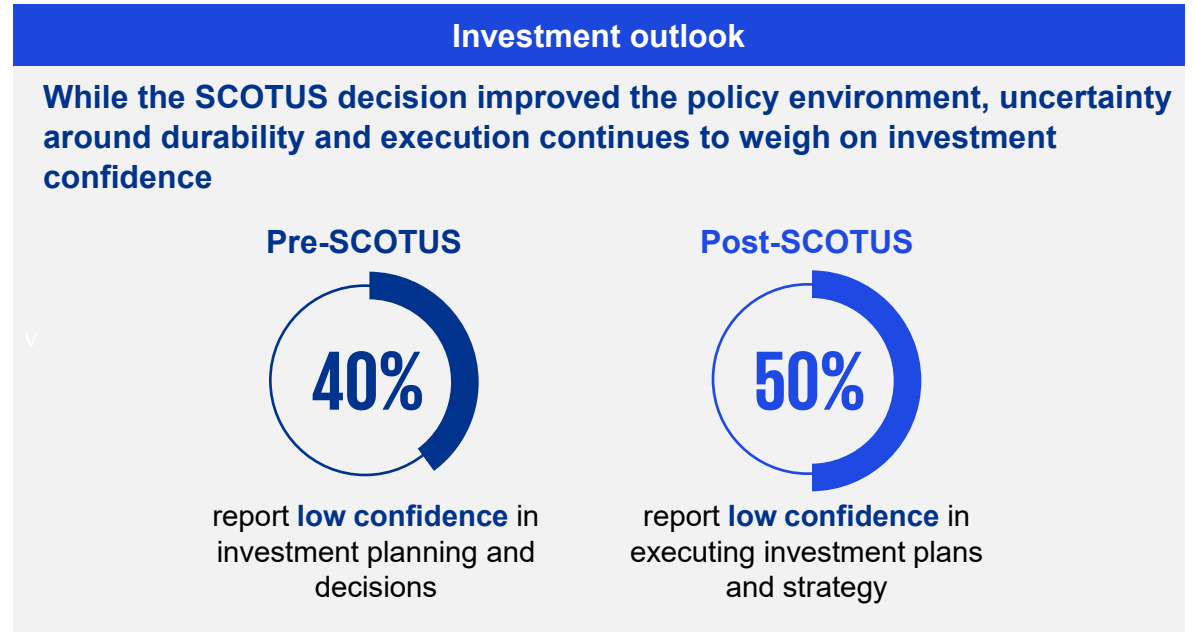 Investment outlook
While the SCOTUS decision improved the policy environment, uncertainty
around durability and execution continues to weigh on investment
confidence
Pre-SCOTUS
40%
report low confidence in
investment planning and
decisions
Post-SCOTUS
50%
report low confidence in
executing investment plans
and strategy
v